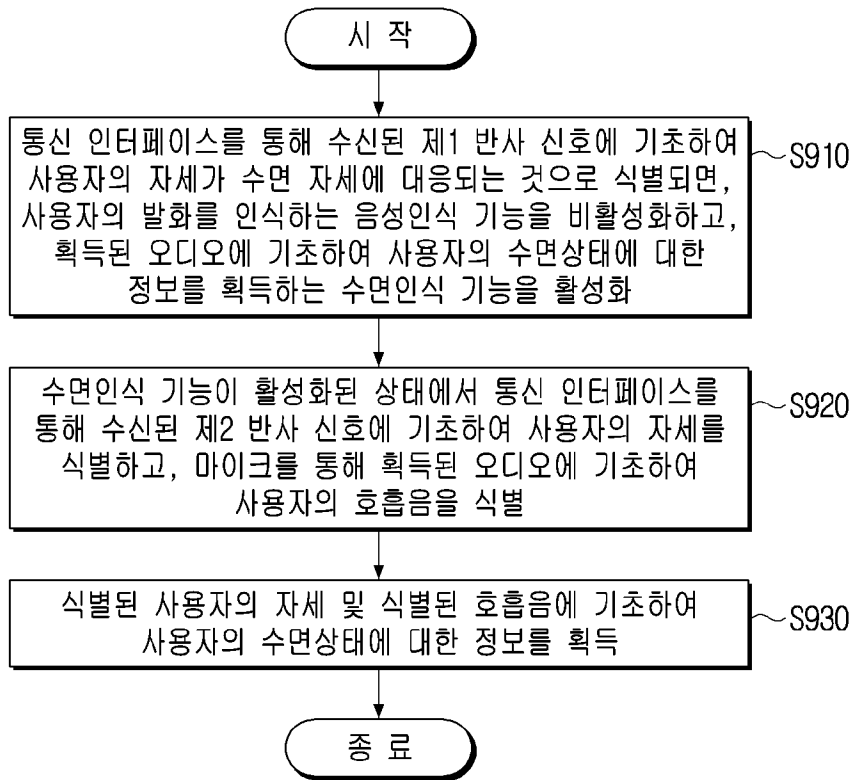 시 작
통신 인터페이스를 통해 수신된 제1 반사 신호에 기초하여
사용자의 자세가 수면 자세에 대응되는 것으로 식별되면,
사용자의 발화를 인식하는 음성인식 기능을 비활성화하고,
획득된 오디오에 기초하여 사용자의 수면상태에 대한
정보를 획득하는 수면인식 기능을 활성화
S910
수면인식 기능이 활성화된 상태에서 통신 인터페이스를
통해 수신된 제2 반사 신호에 기초하여 사용자의 자세를
식별하고, 마이크를 통해 획득된 오디오에 기초하여
사용자의 호흡음을 식별
S920
식별된 사용자의 자세 및 식별된 호흡음에 기초하여
사용자의 수면상태에 대한 정보를 획득
S930
종 료